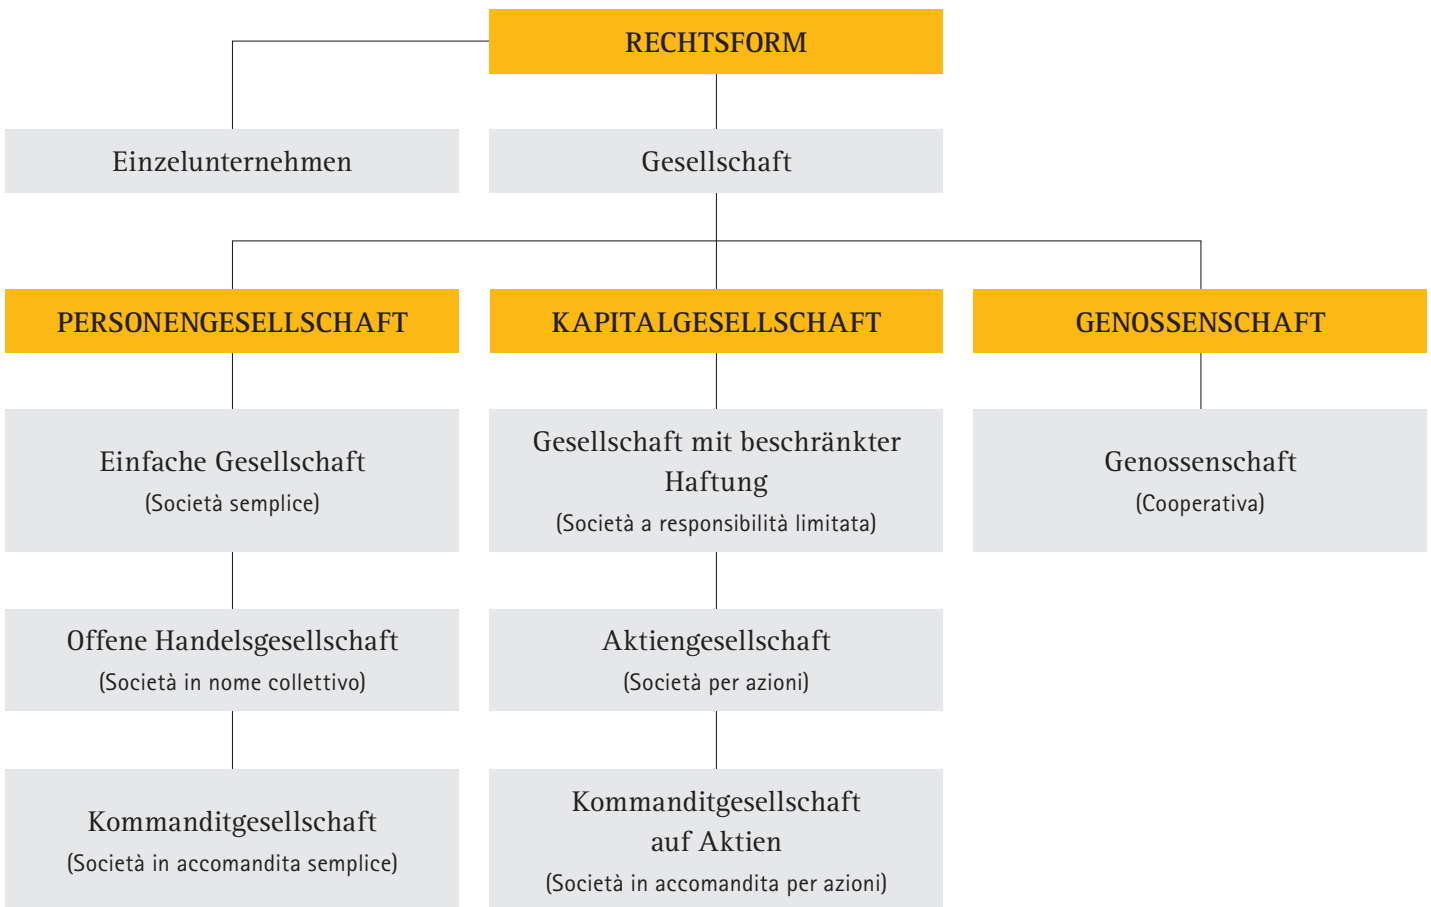 RECHTSFORM
Einzelunternehmen
Gesellschaft
PERSONENGESELLSCHAFT
KAPITALGESELLSCHAFT
GENOSSENSCHAFT
Einfache Gesellschaft
(Società semplice)
Gesellschaft mit beschränkter
Haftung
(Società a responsibilità limitata)
Genossenschaft
(Cooperativa)
Offene Handelsgesellschaft
(Società in nome collettivo)
Aktiengesellschaft
(Società per azioni)
Kommanditgesellschaft
(Società in accomandita semplice)
Kommanditgesellschaft
auf Aktien
(Società in accomandita per azioni)